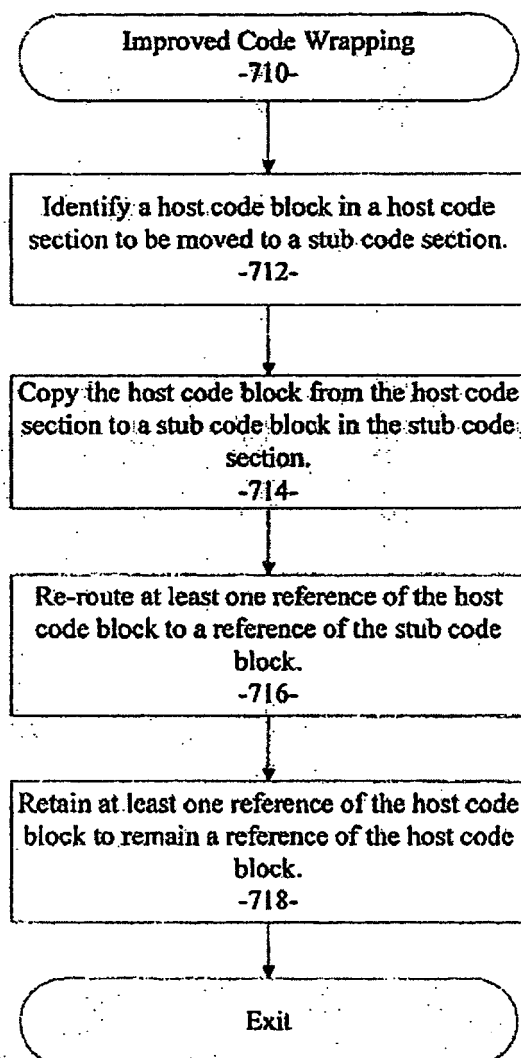 Improved Code Wrapping
-710-
Identify a host code block in a host code
section to be moved to a stub code section.
-712-
Copy the host code block from the host code
section to a stub code block in the stub code
section.
-714-
Re-route at least one reference of the host
code block to a reference of the stub code
block.
-716-
Retain at least one reference of the host code
block to remain a reference of the host code
block.
-718-
Exit